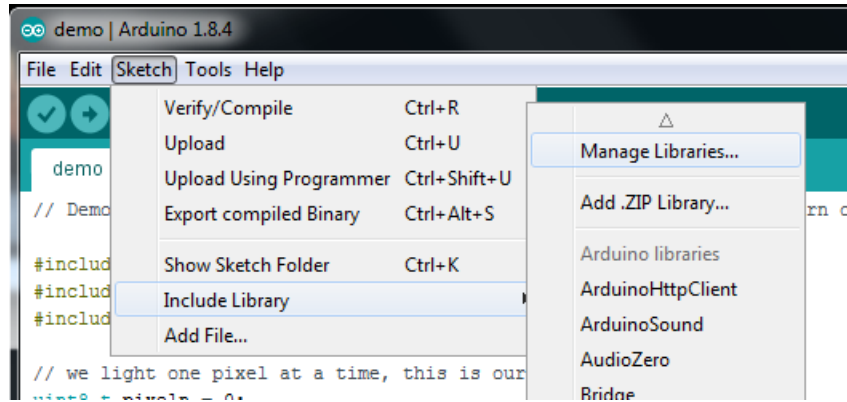 demo | Arduino 1.8.4
File Edit Sketch Tools Help
Verify/Compile Ctrl+R
Upload Ctrl+U
Upload Using Programmer Ctrl+Shift+U
Export compiled Binary Ctrl+Alt+S
Show Sketch Folder Ctrl+K
Include Library
Add File...
Manage Libraries...
Add .ZIP Library...
Arduino libraries
ArduinoHttpClient
ArduinoSound
AudioZero
Bridge
demo
// Demo
#includ
#includ
#includ
// we light one pixel at a time, this is our
uint8_t pixeln = 0;